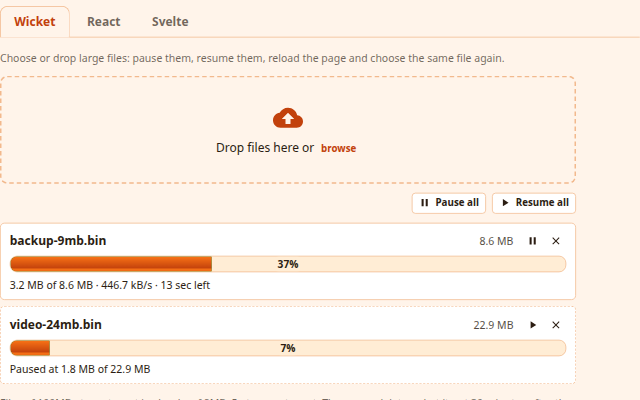 Wicket React Svelte
Choose or drop large files: pause them, resume them, reload the page and choose the same file again.
Drop files here or browse
Pause all Resume all
backup-9mb.bin 8.6 MB
37%
3.2 MB of 8.6 MB · 446.7 kB/s · 13 sec left
video-24mb.bin 22.9 MB
7%
Paused at 1.8 MB of 22.9 MB